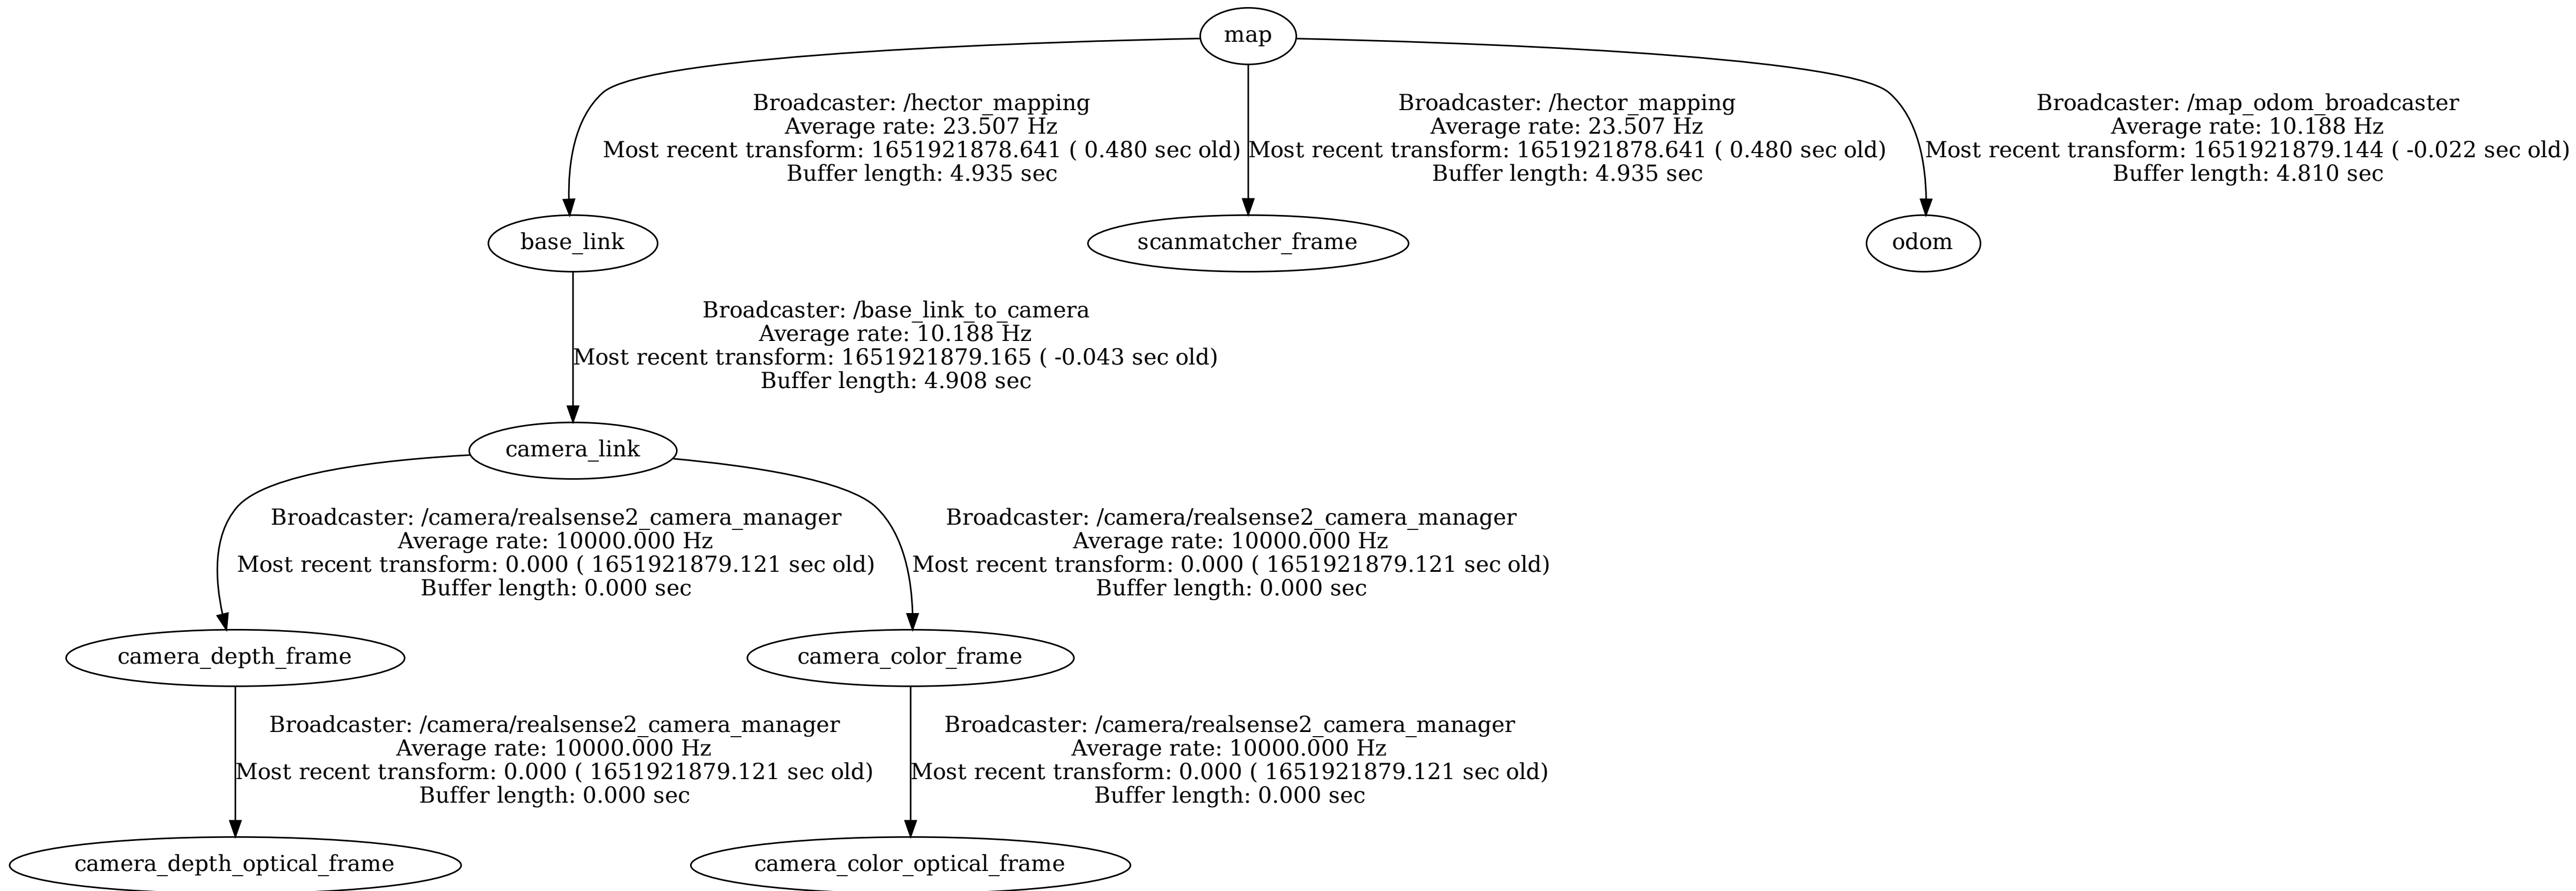 map
Broadcaster: /hector_mapping
Average rate: 23.507 Hz
Most recent transform: 1651921878.641 ( 0.480 sec old)
Buffer length: 4.935 sec
Broadcaster: /hector_mapping
Average rate: 23.507 Hz
Most recent transform: 1651921878.641 ( 0.480 sec old)
Buffer length: 4.935 sec
Broadcaster: /map_odom_broadcaster
Average rate: 10.188 Hz
Most recent transform: 1651921879.144 ( -0.022 sec old)
Buffer length: 4.810 sec
base_link
scanmatcher_frame
odom
Broadcaster: /base_link_to_camera
Average rate: 10.188 Hz
Most recent transform: 1651921879.165 ( -0.043 sec old)
Buffer length: 4.908 sec
camera_link
Broadcaster: /camera/realsense2_camera_manager
Average rate: 10000.000 Hz
Most recent transform: 0.000 ( 1651921879.121 sec old)
Buffer length: 0.000 sec
Broadcaster: /camera/realsense2_camera_manager
Average rate: 10000.000 Hz
Most recent transform: 0.000 ( 1651921879.121 sec old)
Buffer length: 0.000 sec
camera_depth_frame
camera_color_frame
Broadcaster: /camera/realsense2_camera_manager
Average rate: 10000.000 Hz
Most recent transform: 0.000 ( 1651921879.121 sec old)
Buffer length: 0.000 sec
Broadcaster: /camera/realsense2_camera_manager
Average rate: 10000.000 Hz
Most recent transform: 0.000 ( 1651921879.121 sec old)
Buffer length: 0.000 sec
camera_depth_optical_frame
camera_color_optical_frame